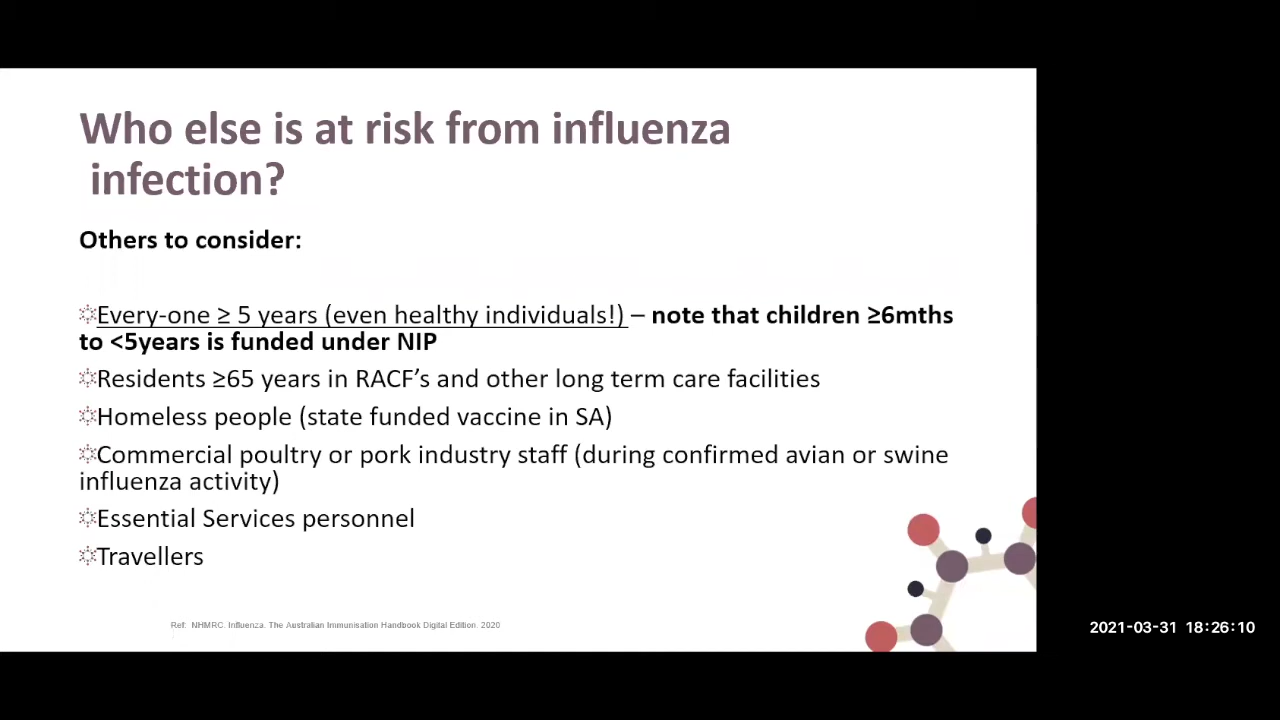 Who else is at risk from influenza
infection?
Others to consider:
Every-one ≥ 5 years (even healthy individuals!) – note that children ≥6mths
to <5years is funded under NIP
Residents ≥65 years in RACF’s and other long term care facilities
Homeless people (state funded vaccine in SA)
Commercial poultry or pork industry staff (during confirmed avian or swine
influenza activity)
Essential Services personnel
Travellers
Ref: NHMRC. Influenza. The Australian Immunisation Handbook Digital Edition. 2020
2021-03-31 18:26:10